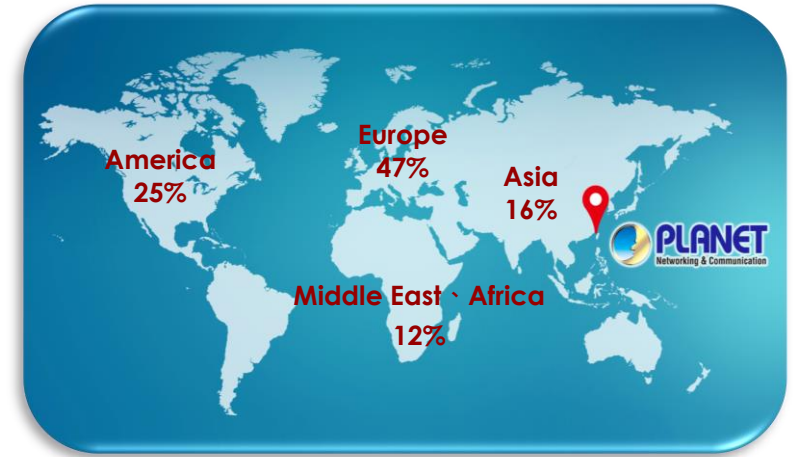 Europe
47%
America
25%
Asia
16%
PLANET
Networking & Communication
Middle East、Africa
12%